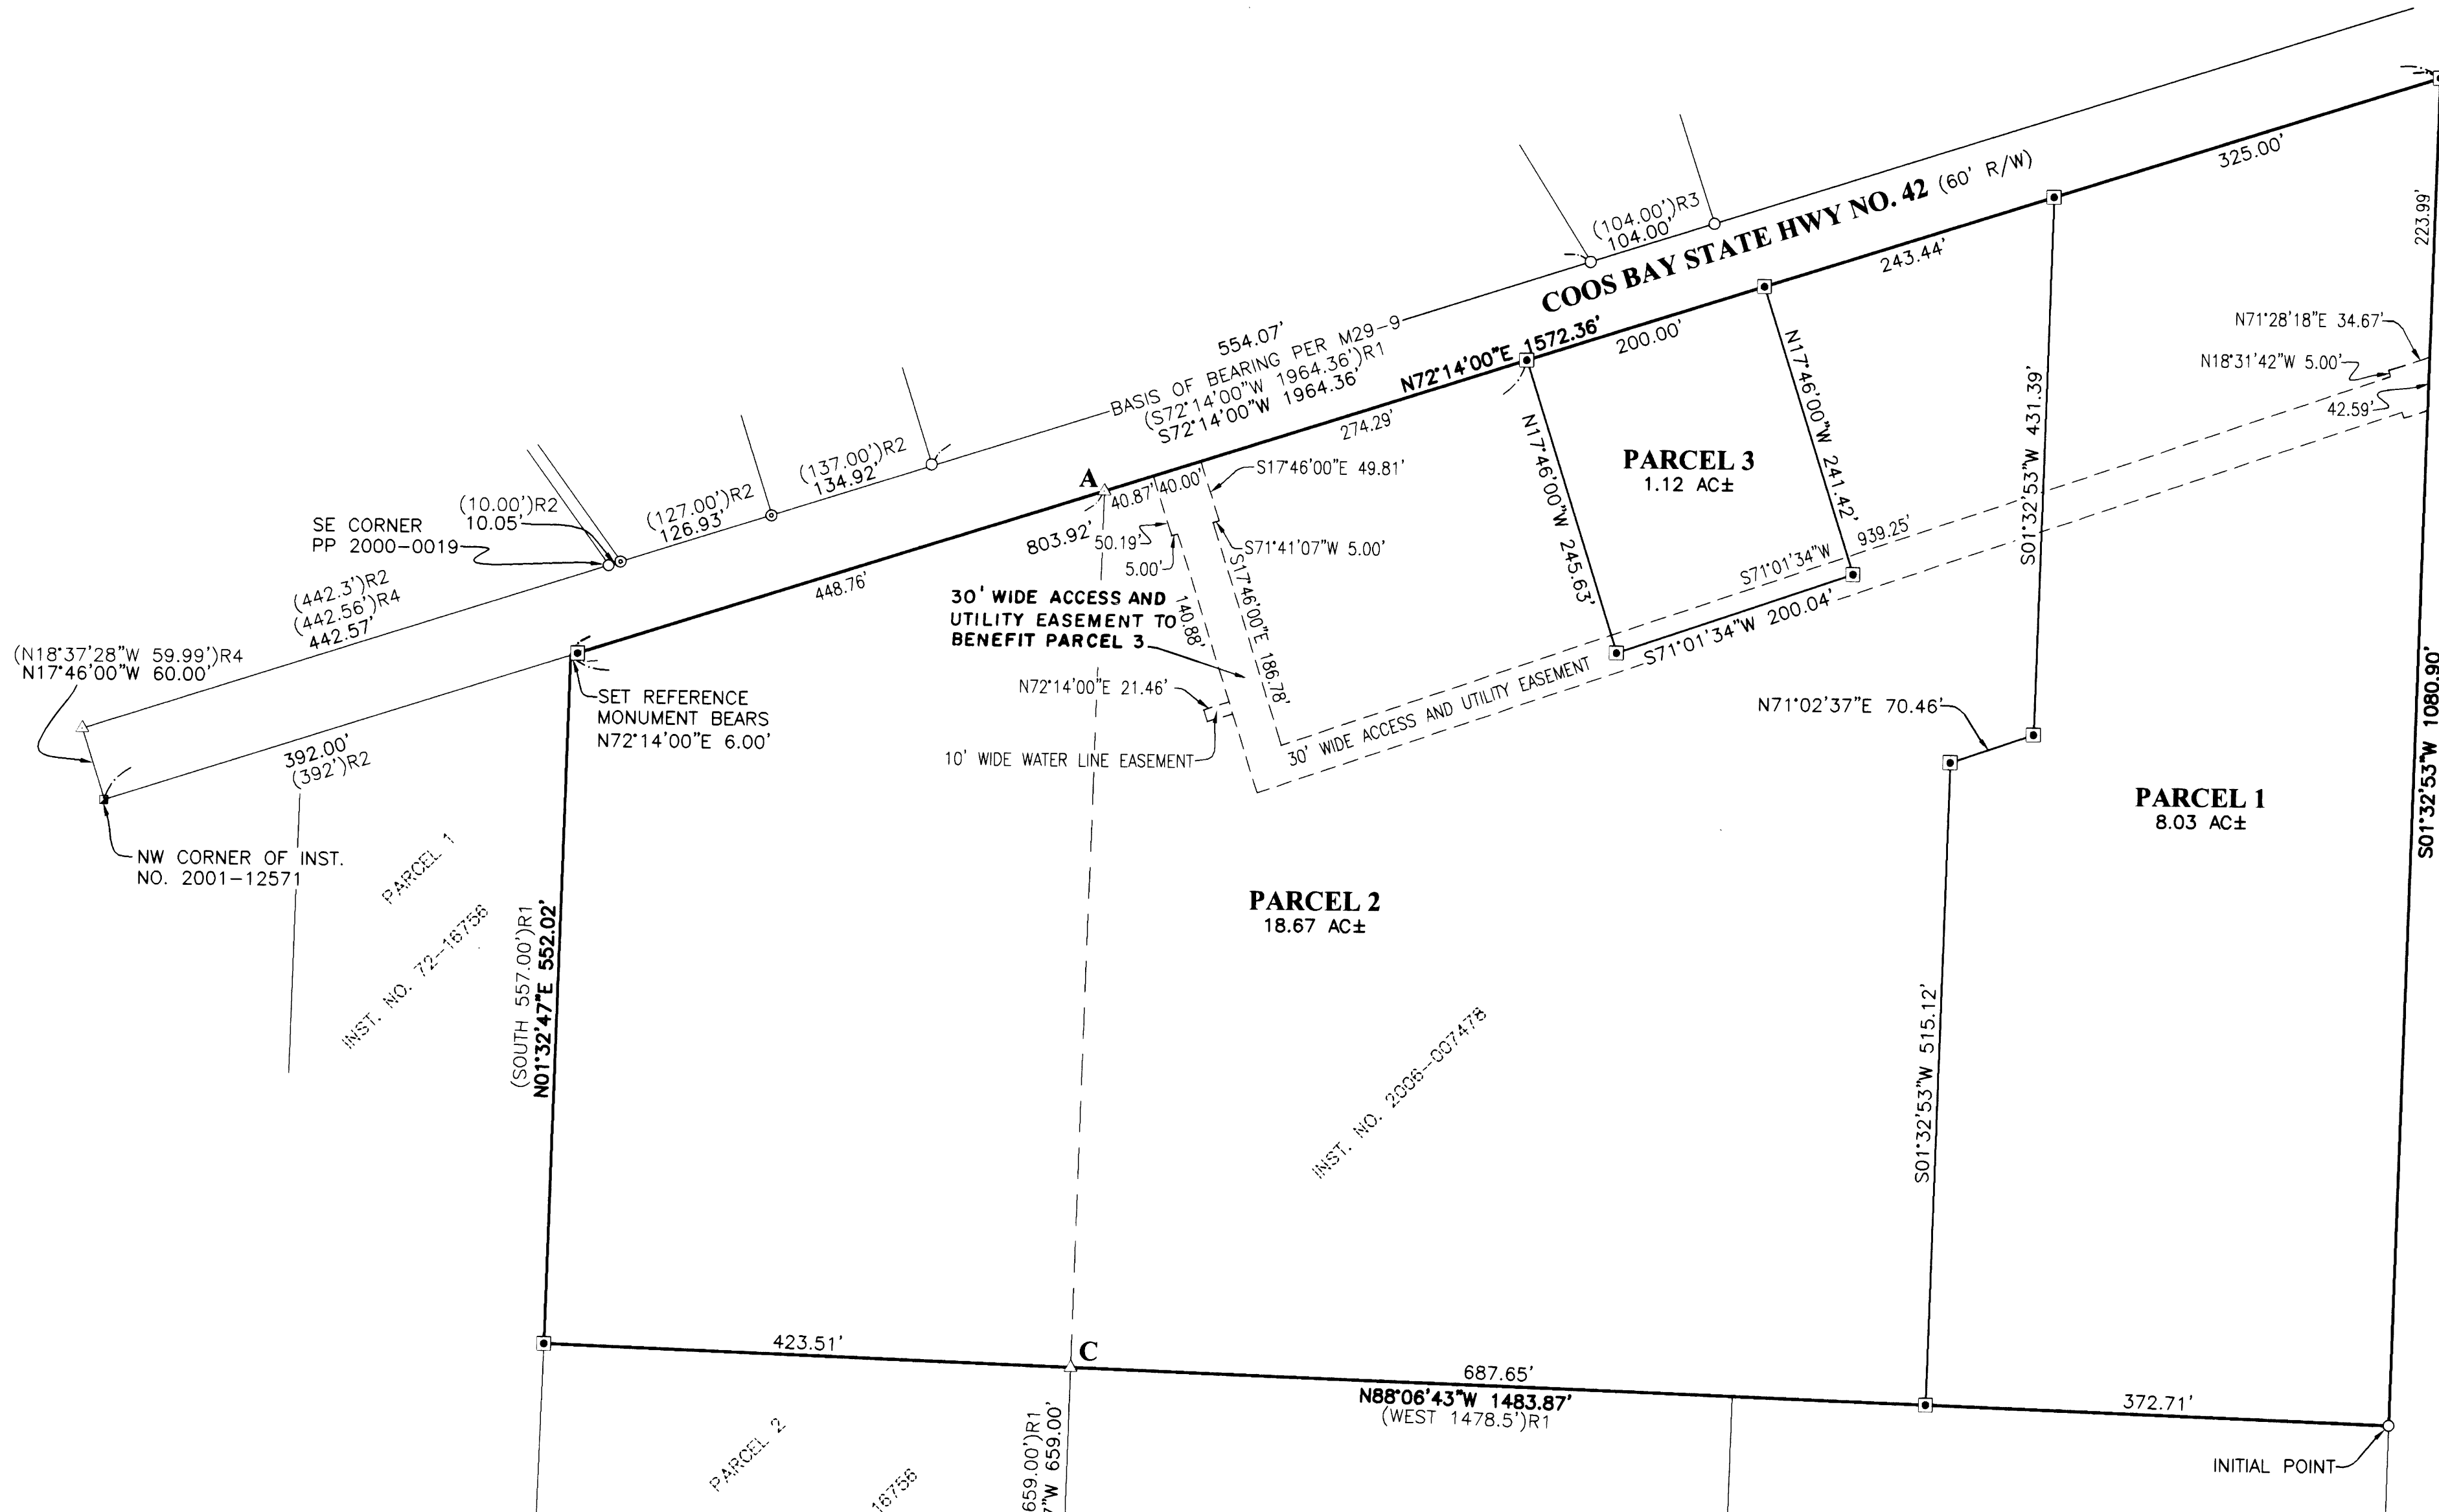 COOS BAY STATE HWY NO. 42 (60' R/W)
325.00'
223.99'
(104.00')R3
104.00'
243.44'
554.07'
BASIS OF BEARING PER M29-9
(S72°14'00"W 1964.36')R1
S72°14'00"W 1964.36'
N72°14'00"E 1572.36'
200.00'
274.29'
N71°28'18"E 34.67'
N18°31'42"W 5.00'
42.59'
N17°46'00"W 241.42'
N17°46'00"W 245.63'
PARCEL 3
1.12 AC±
S01°32'53"W 431.39'
(137.00')R2
134.92'
(127.00')R2
126.93'
(10.00')R2
10.05'
SE CORNER
PP 2000-0019
A
40.87'
40.00'
803.92'
448.76'
S17°46'00"E 49.81'
50.19'
S71°41'07"W 5.00'
5.00'
S17°46'00"E 186.78'
140.88'
30' WIDE ACCESS AND
UTILITY EASEMENT TO
BENEFIT PARCEL 3
S71°01'34"W 939.25'
S71°01'34"W 200.04'
(442.3')R2
(442.56')R4
442.57'
(N18°37'28"W 59.99')R4
N17°46'00"W 60.00'
392.00'
(392')R2
SET REFERENCE
MONUMENT BEARS
N72°14'00"E 6.00'
N72°14'00"E 21.46'
10' WIDE WATER LINE EASEMENT
30' WIDE ACCESS AND UTILITY EASEMENT
N71°02'37"E 70.46'
S01°32'53"W 1080.90'
PARCEL 1
8.03 AC±
NW CORNER OF INST.
NO. 2001-12571
PARCEL 1
INST. NO. 72-16756
(SOUTH 557.00')R1
N01°32'47"E 552.02'
PARCEL 2
18.67 AC±
INST. NO. 2006-007478
S01°32'53"W 515.12'
423.51'
C
687.65'
N88°06'43"W 1483.87'
(WEST 1478.5')R1
372.71'
INITIAL POINT
PARCEL 2
16756
659.00')R1
7"W 659.00'